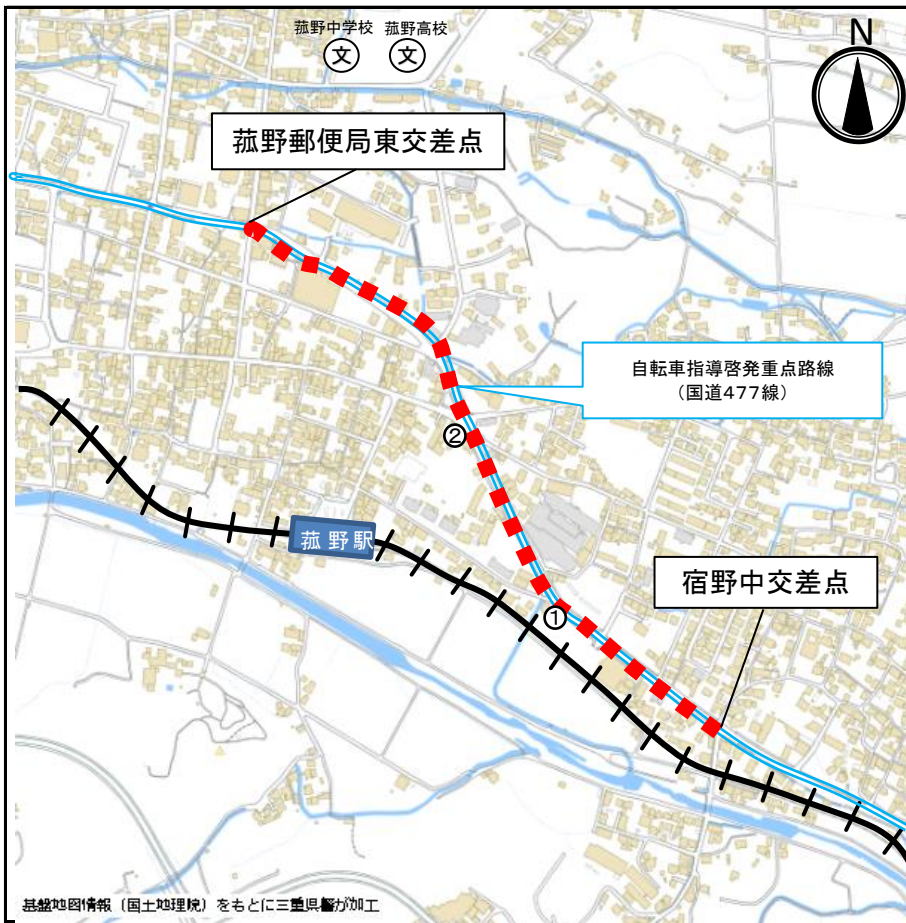 菰野中学校 菰野高校
文 文
N
菰野郵便局東交差点
自転車指導啓発重点路線
（国道477線）
②
菰野駅
宿野中交差点
①
基盤地図情報（国土地理院）をもとに三重県警が加工